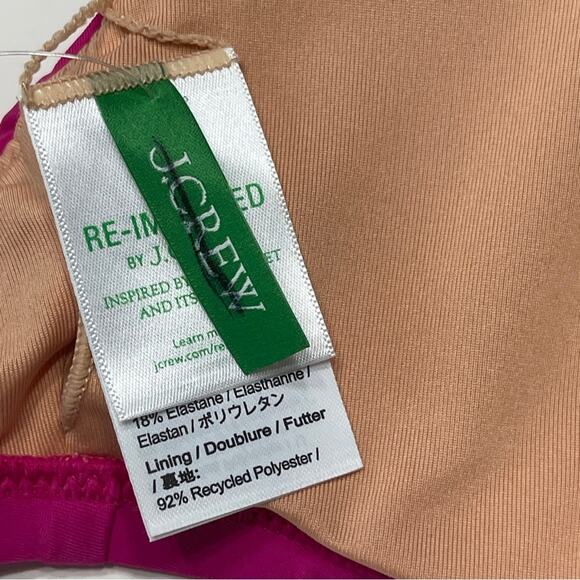 J.CREW
RE-IM ED
BY J. ET
INSPIRED B
AND ITS
Learn m
jcrew.com/re
18% Elastane / Elasthanne /
Elastan / ポリウレタン
Lining / Doublure / Futter
/ 裏地:
92% Recycled Polyester /